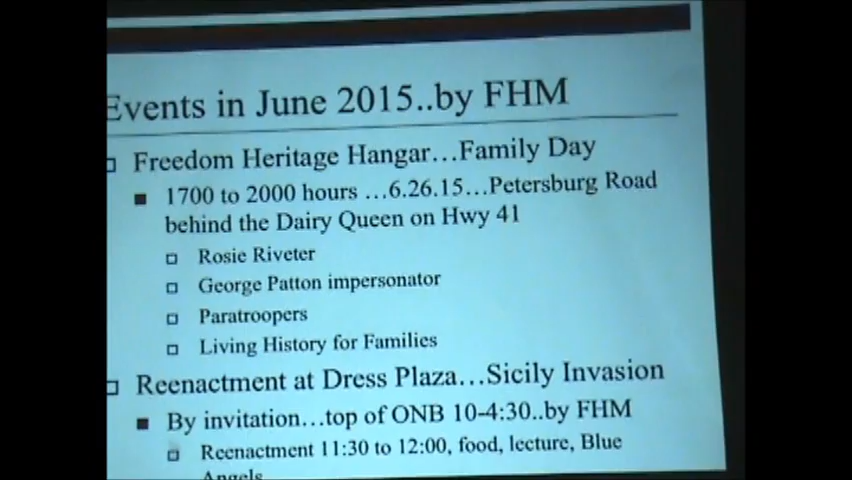 Events in June 2015..by FHM
Freedom Heritage Hangar...Family Day
1700 to 2000 hours ...6.26.15...Petersburg Road
behind the Dairy Queen on Hwy 41
Rosie Riveter
George Patton impersonator
Paratroopers
Living History for Families
Reenactment at Dress Plaza...Sicily Invasion
By invitation...top of ONB 10-4:30..by FHM
Reenactment 11:30 to 12:00, food, lecture, Blue
Angels